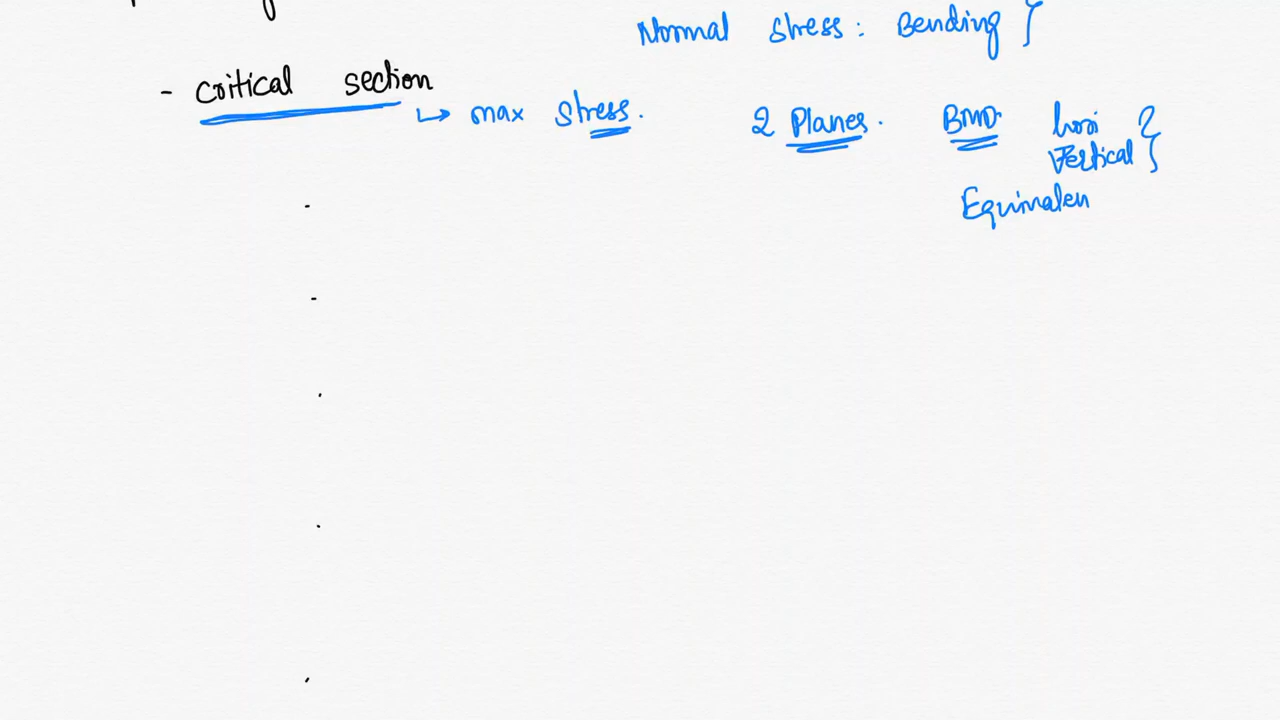 Normal Stress: Bending }
- critical section
↳ max stress. 2 Planes. BMD. hori }
Vertical
Equivalen